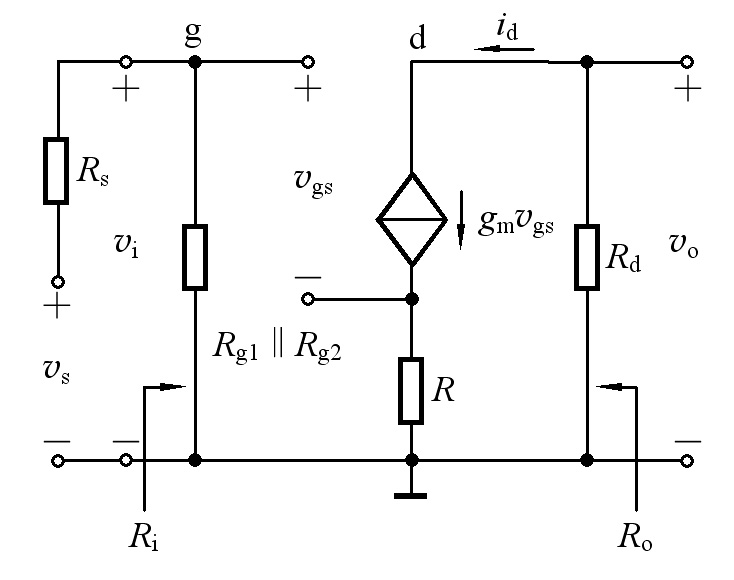 g
d
i_d
+
+
+
R_s
v_gs
g_m v_gs
v_i
R_d
v_o
+
−
R_g1 ∥ R_g2
v_s
R
−
−
−
R_i
R_o